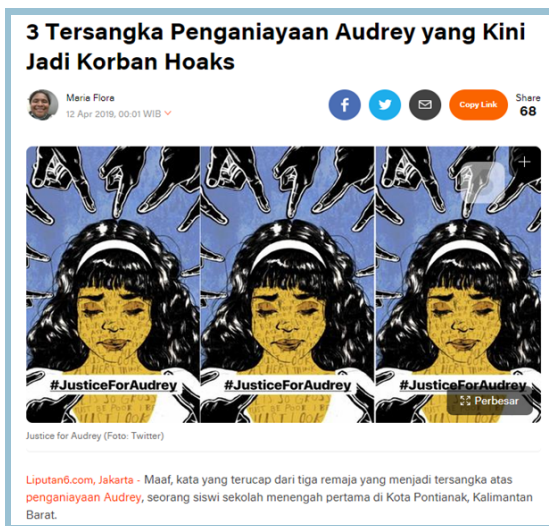 3 Tersangka Penganiayaan Audrey yang Kini
Jadi Korban Hoaks
Maria Flora
12 Apr 2019, 00:01 WIB
Copy Link
Share
68
#JusticeForAudrey
#JusticeForAudrey
#JusticeForAudrey
Perbesar
Justice for Audrey (Foto: Twitter)
Liputan6.com, Jakarta - Maaf, kata yang terucap dari tiga remaja yang menjadi tersangka atas
penganiayaan Audrey, seorang siswi sekolah menengah pertama di Kota Pontianak, Kalimantan
Barat.